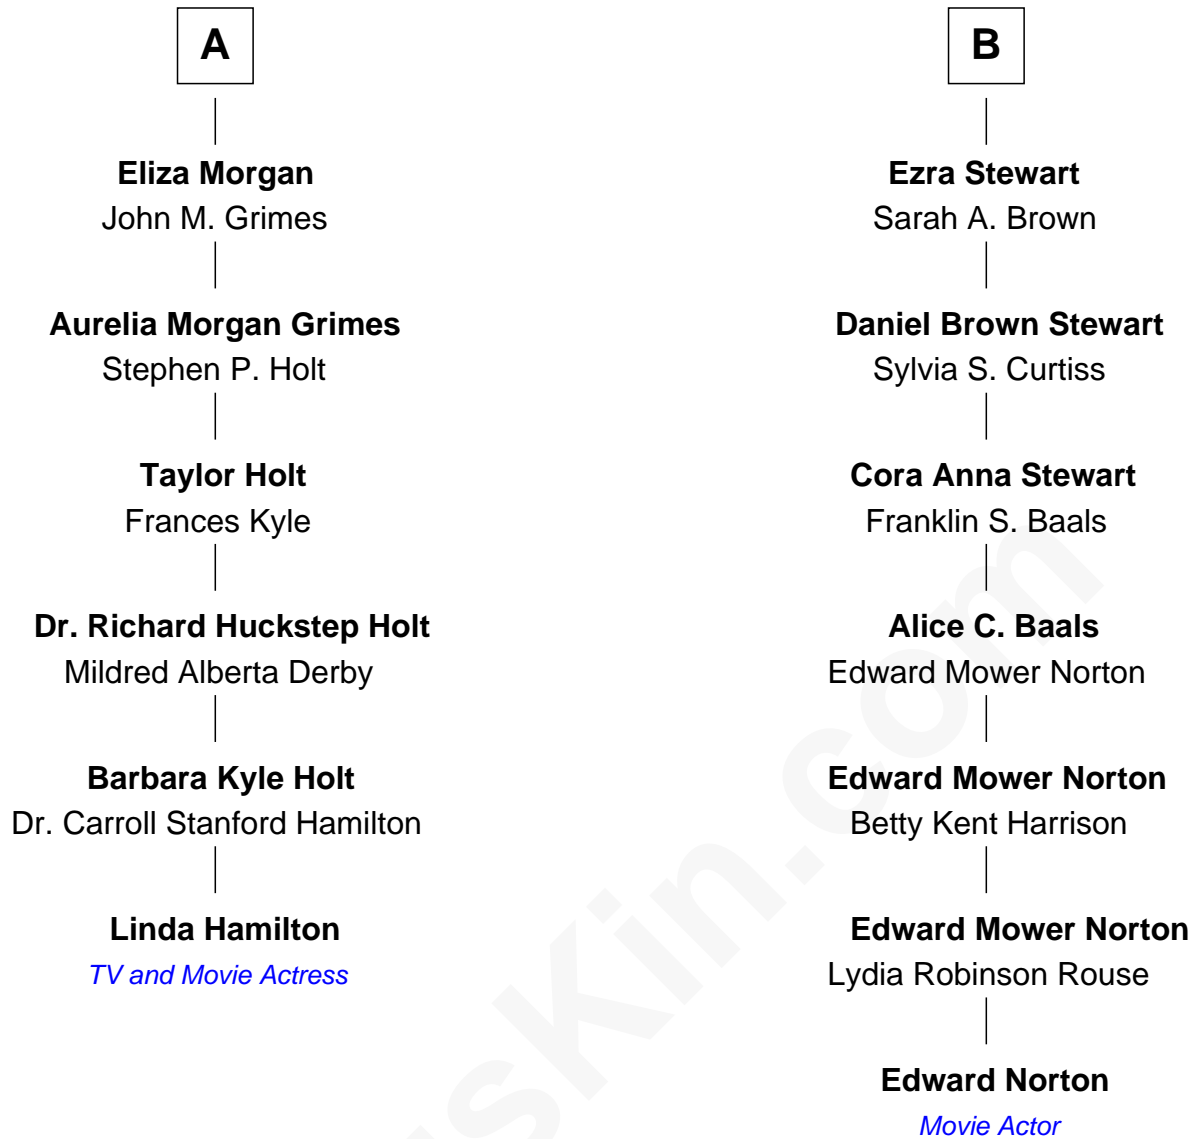 A
Eliza Morgan
John M. Grimes
Aurelia Morgan Grimes
Stephen P. Holt
Taylor Holt
Frances Kyle
Dr. Richard Huckstep Holt
Mildred Alberta Derby
Barbara Kyle Holt
Dr. Carroll Stanford Hamilton
Linda Hamilton
TV and Movie Actress
B
Ezra Stewart
Sarah A. Brown
Daniel Brown Stewart
Sylvia S. Curtiss
Cora Anna Stewart
Franklin S. Baals
Alice C. Baals
Edward Mower Norton
Edward Mower Norton
Betty Kent Harrison
Edward Mower Norton
Lydia Robinson Rouse
Edward Norton
Movie Actor